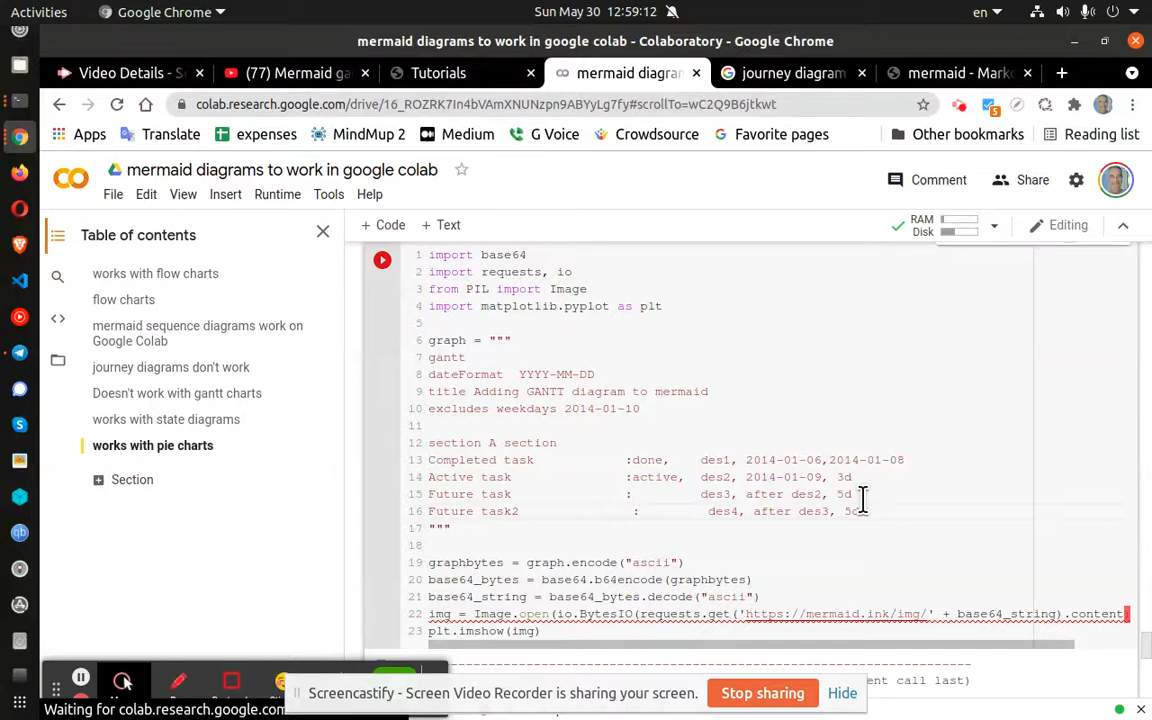 Activities
Google Chrome
Sun May 30 12:59:12
en
mermaid diagrams to work in google colab - Colaboratory - Google Chrome
Video Details - S
(77) Mermaid ga
Tutorials
mermaid diagra
journey diagram
mermaid - Mark
colab.research.google.com/drive/16_ROZRK7In4bVAmXNUNzpn9ABYyLg7fy#scrollTo=wC2Q9B6jtkwt
Apps
Translate
expenses
MindMup 2
Medium
G Voice
Crowdsource
Favorite pages
Other bookmarks
Reading list
mermaid diagrams to work in google colab
File Edit View Insert Runtime Tools Help
Comment
Share
Table of contents
+ Code + Text
RAM
Disk
Editing
works with flow charts
flow charts
mermaid sequence diagrams work on
Google Colab
journey diagrams don't work
Doesn't work with gantt charts
works with state diagrams
works with pie charts
Section
1 import base64
2 import requests, io
3 from PIL import Image
4 import matplotlib.pyplot as plt
5
6 graph = """
7 gantt
8 dateFormat  YYYY-MM-DD
9 title Adding GANTT diagram to mermaid
10 excludes weekdays 2014-01-10
11
12 section A section
13 Completed task            :done,    des1, 2014-01-06,2014-01-08
14 Active task               :active,  des2, 2014-01-09, 3d
15 Future task               :         des3, after des2, 5d
16 Future task2               :         des4, after des3, 5d
17 """
18
19 graphbytes = graph.encode("ascii")
20 base64_bytes = base64.b64encode(graphbytes)
21 base64_string = base64_bytes.decode("ascii")
22 img = Image.open(io.BytesIO(requests.get('https://mermaid.ink/img/' + base64_string).content)
23 plt.imshow(img)
ent call last)
Screencastify - Screen Video Recorder is sharing your screen.
Stop sharing
Hide
Waiting for colab.research.google.com